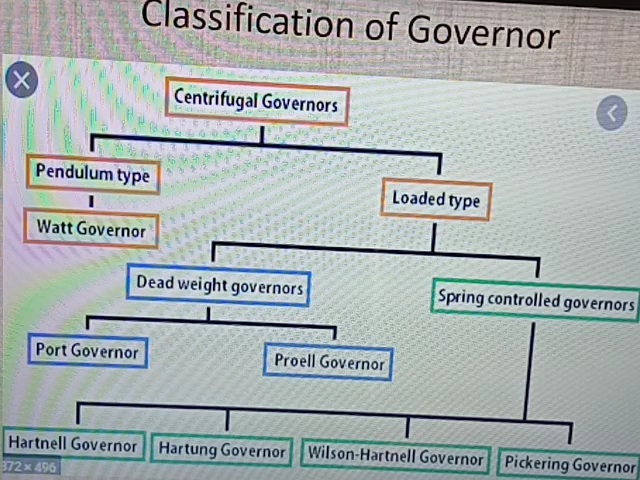 Classification of Governor
Centrifugal Governors
Pendulum type
Loaded type
Watt Governor
Dead weight governors
Spring controlled governors
Port Governor
Proell Governor
Hartnell Governor
Hartung Governor
Wilson-Hartnell Governor
Pickering Governor
372 × 496